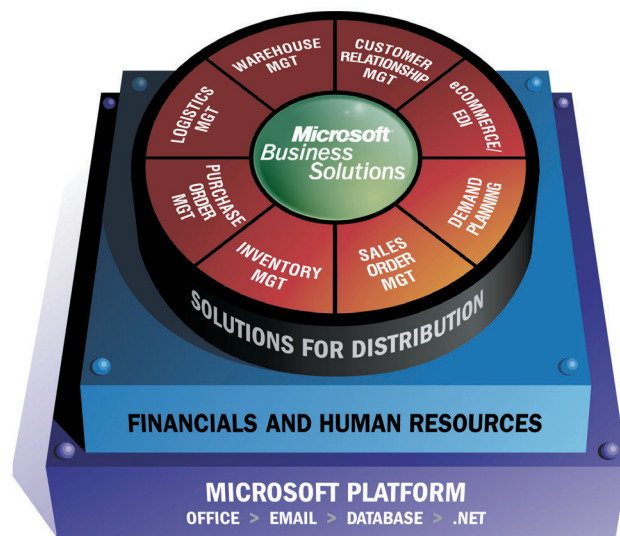 WAREHOUSE
MGT
CUSTOMER
RELATIONSHIP
MGT
eCOMMERCE/
EDI
DEMAND
PLANNING
SALES
ORDER
MGT
INVENTORY
MGT
PURCHASE
ORDER
MGT
LOGISTICS
MGT
Microsoft
Business
Solutions
SOLUTIONS FOR DISTRIBUTION
FINANCIALS AND HUMAN RESOURCES
MICROSOFT PLATFORM
OFFICE > EMAIL > DATABASE > .NET